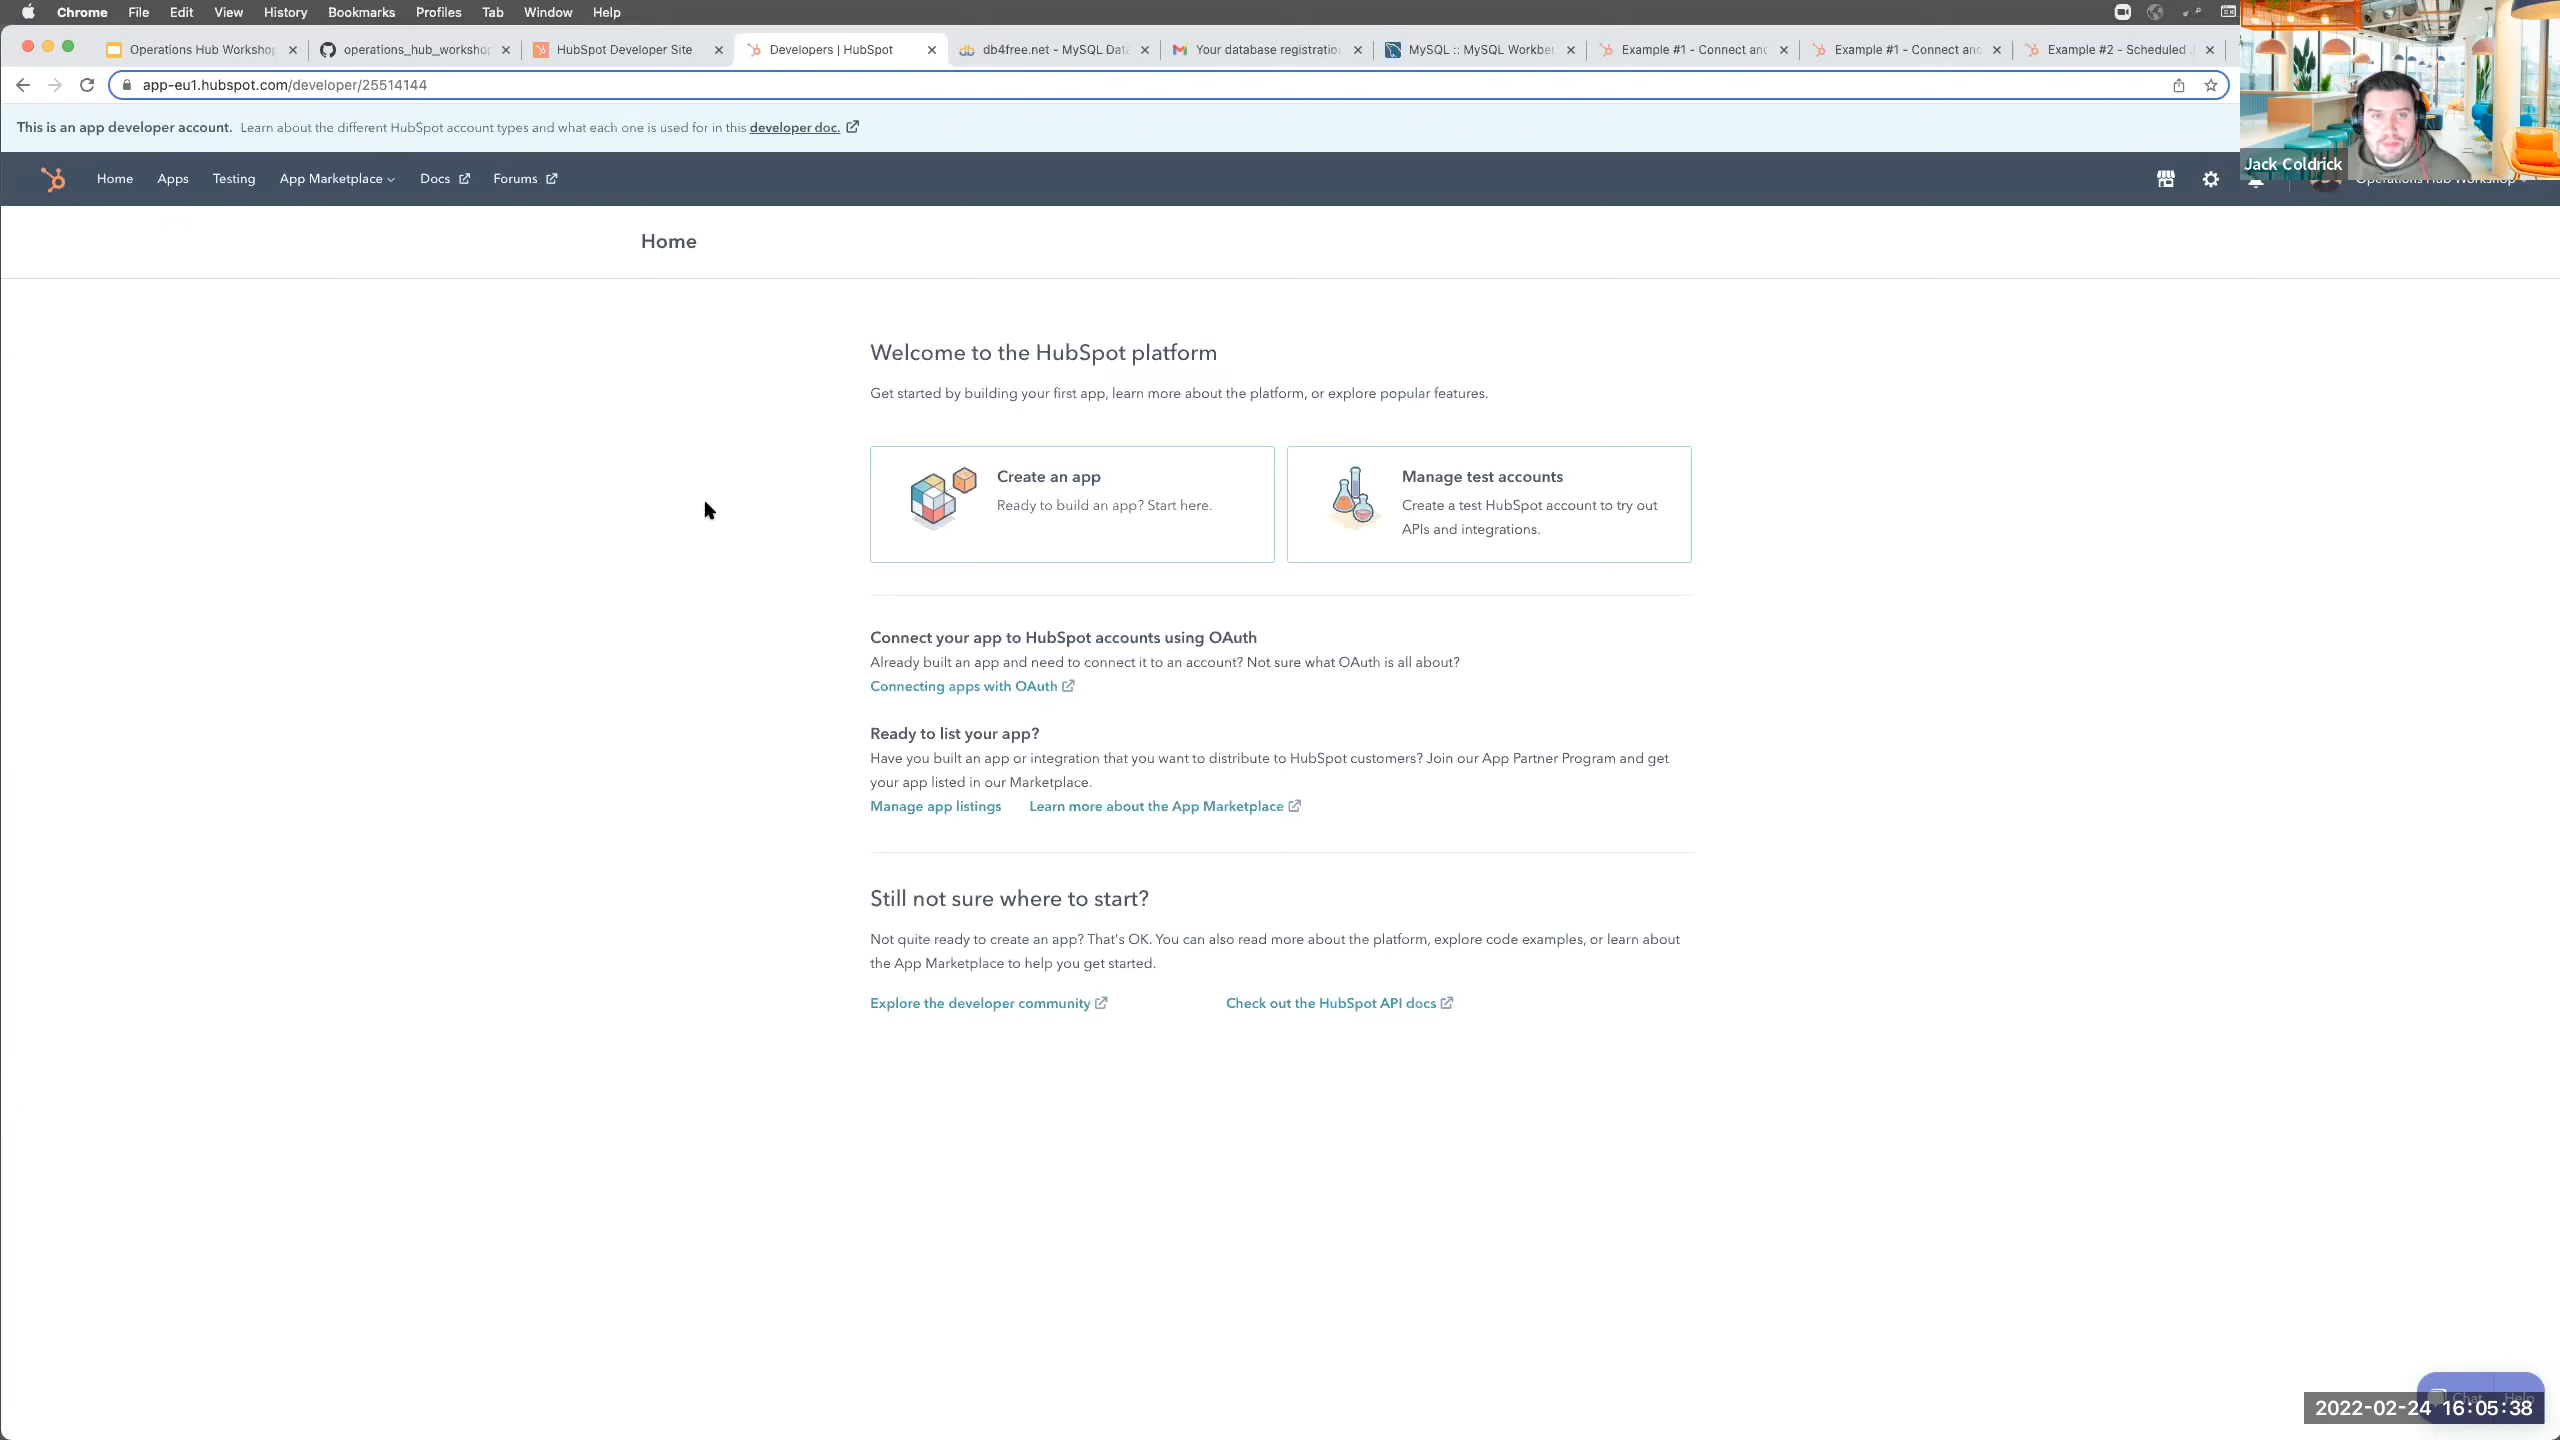 Chrome File Edit View History Bookmarks Profiles Tab Window Help
Operations Hub Workshop
operations_hub_workshop
HubSpot Developer Site
Developers | HubSpot
db4free.net - MySQL Data
Your database registration
MySQL :: MySQL Workben
Example #1 - Connect and
Example #1 - Connect and
Example #2 - Scheduled J
app-eu1.hubspot.com/developer/25514144
This is an app developer account. Learn about the different HubSpot account types and what each one is used for in this developer doc.
Jack Coldrick
Home Apps Testing App Marketplace Docs Forums
Operations Hub Workshop
Home
Welcome to the HubSpot platform
Get started by building your first app, learn more about the platform, or explore popular features.
Create an app
Ready to build an app? Start here.
Manage test accounts
Create a test HubSpot account to try out
APIs and integrations.
Connect your app to HubSpot accounts using OAuth
Already built an app and need to connect it to an account? Not sure what OAuth is all about?
Connecting apps with OAuth
Ready to list your app?
Have you built an app or integration that you want to distribute to HubSpot customers? Join our App Partner Program and get
your app listed in our Marketplace.
Manage app listings Learn more about the App Marketplace
Still not sure where to start?
Not quite ready to create an app? That's OK. You can also read more about the platform, explore code examples, or learn about
the App Marketplace to help you get started.
Explore the developer community Check out the HubSpot API docs
Chat Help
2022-02-24 16:05:38